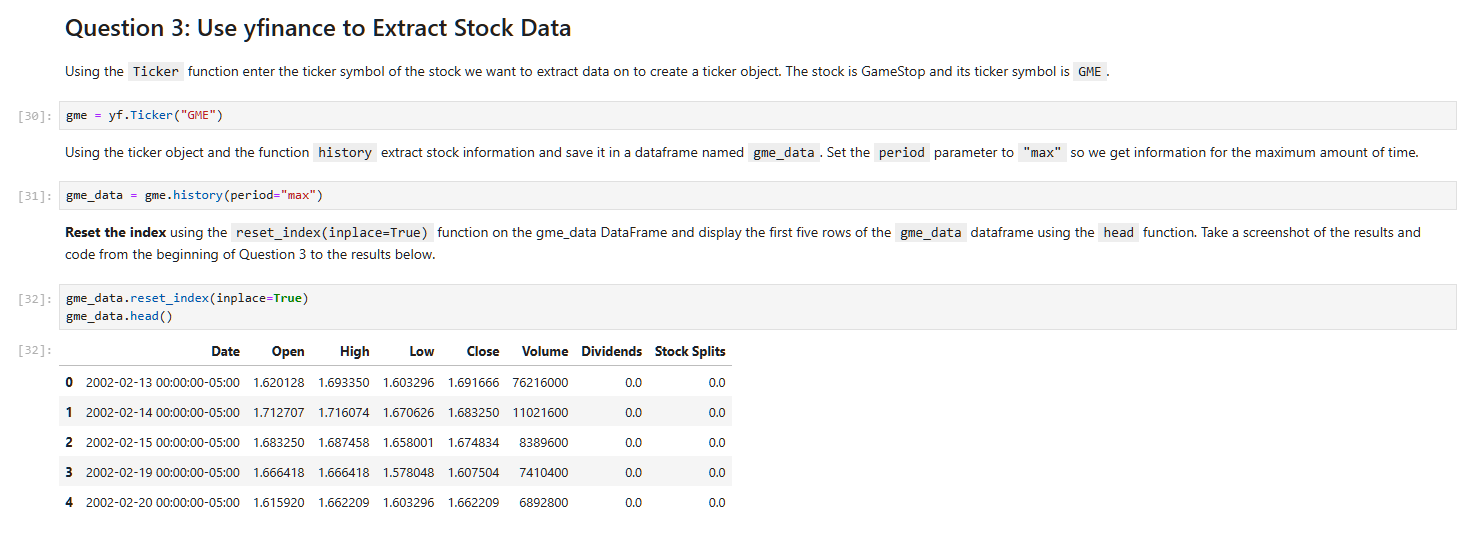 Question 3: Use yfinance to Extract Stock Data
Using the Ticker function enter the ticker symbol of the stock we want to extract data on to create a ticker object. The stock is GameStop and its ticker symbol is GME .
[30]: gme = yf.Ticker("GME")
Using the ticker object and the function history extract stock information and save it in a dataframe named gme_data . Set the period parameter to "max" so we get information for the maximum amount of time.
[31]: gme_data = gme.history(period="max")
Reset the index using the reset_index(inplace=True) function on the gme_data DataFrame and display the first five rows of the gme_data dataframe using the head function. Take a screenshot of the results and
code from the beginning of Question 3 to the results below.
[32]: gme_data.reset_index(inplace=True)
gme_data.head()
[32]: Date Open High Low Close Volume Dividends Stock Splits
0 2002-02-13 00:00:00-05:00 1.620128 1.693350 1.603296 1.691666 76216000 0.0 0.0
1 2002-02-14 00:00:00-05:00 1.712707 1.716074 1.670626 1.683250 11021600 0.0 0.0
2 2002-02-15 00:00:00-05:00 1.683250 1.687458 1.658001 1.674834 8389600 0.0 0.0
3 2002-02-19 00:00:00-05:00 1.666418 1.666418 1.578048 1.607504 7410400 0.0 0.0
4 2002-02-20 00:00:00-05:00 1.615920 1.662209 1.603296 1.662209 6892800 0.0 0.0